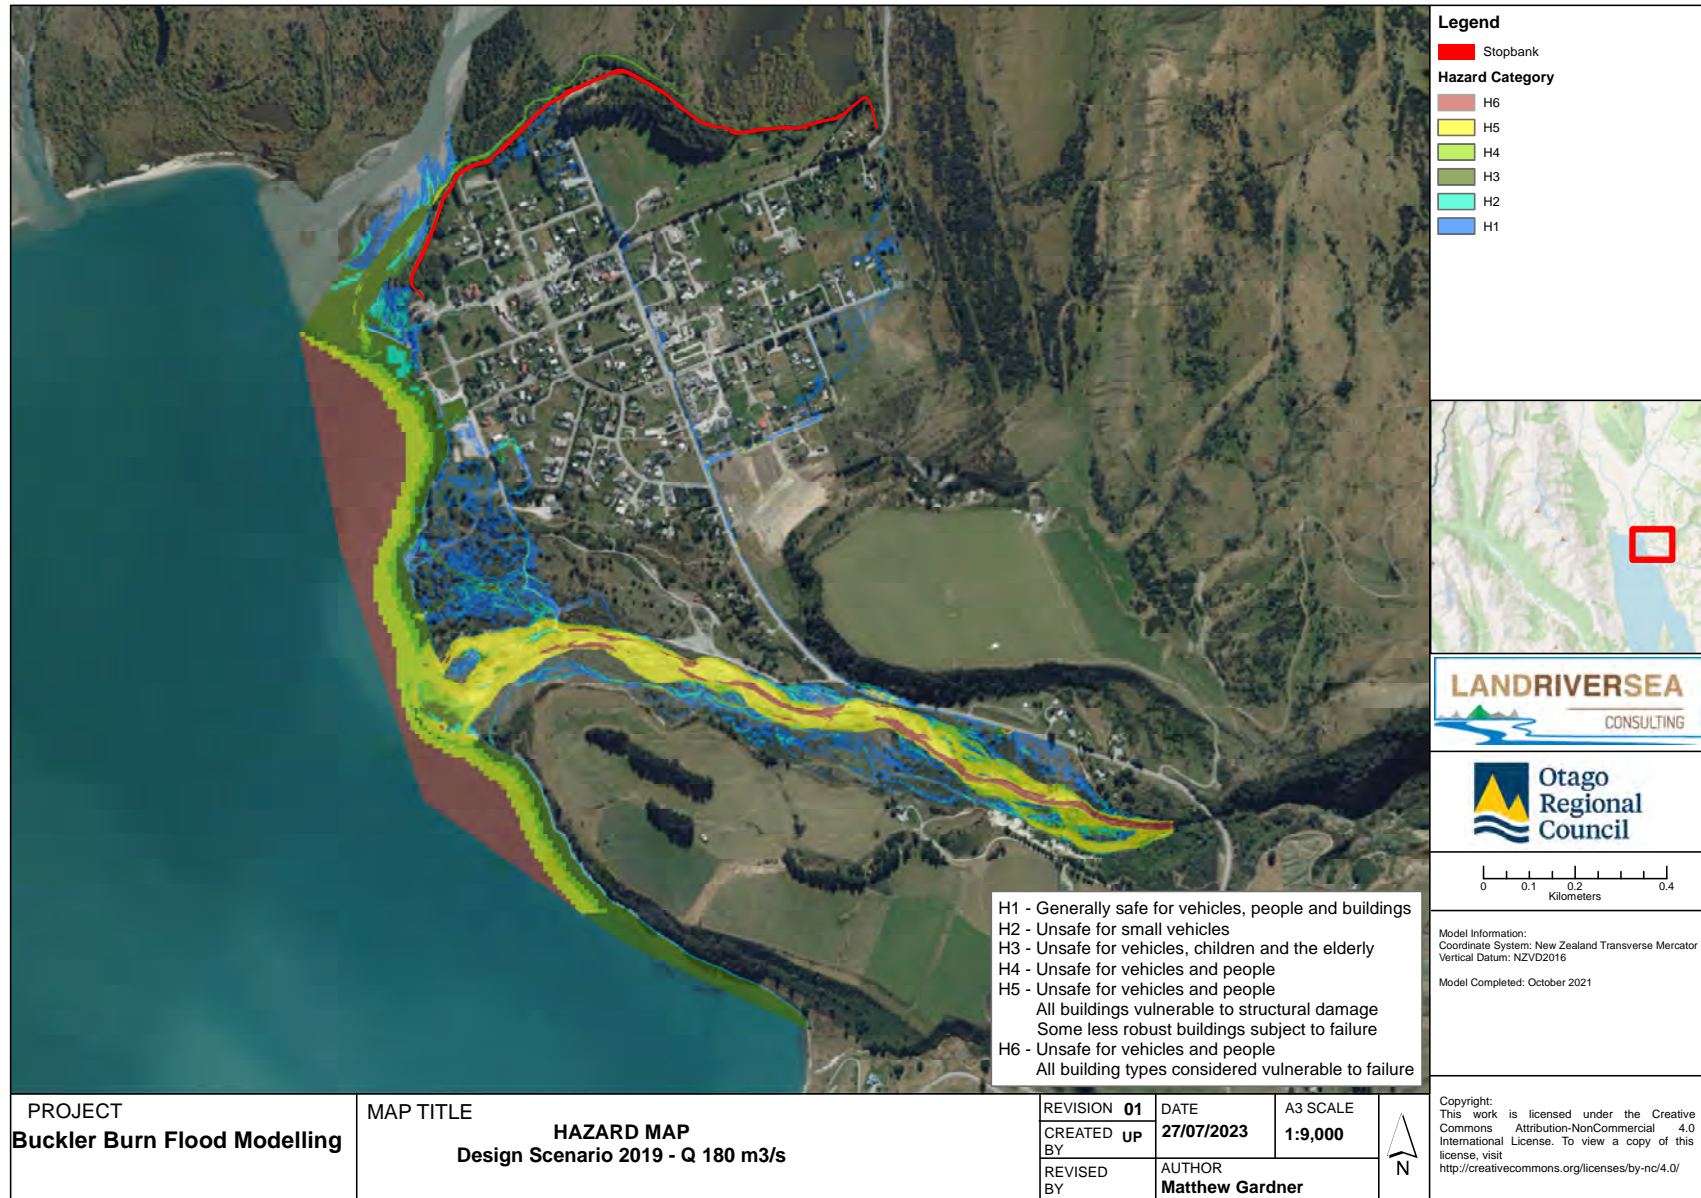 Legend
Stopbank
Hazard Category
H6
H5
H4
H3
H2
H1
LANDRIVERSEA
CONSULTING
Otago
Regional
Council
0 0.1 0.2 0.4
Kilometers
Model Information:
Coordinate System: New Zealand Transverse Mercator
Vertical Datum: NZVD2016
Model Completed: October 2021
H1 - Generally safe for vehicles, people and buildings
H2 - Unsafe for small vehicles
H3 - Unsafe for vehicles, children and the elderly
H4 - Unsafe for vehicles and people
H5 - Unsafe for vehicles and people
All buildings vulnerable to structural damage
Some less robust buildings subject to failure
H6 - Unsafe for vehicles and people
All building types considered vulnerable to failure
PROJECT
Buckler Burn Flood Modelling
MAP TITLE
HAZARD MAP
Design Scenario 2019 - Q 180 m3/s
REVISION 01
CREATED BY UP
REVISED BY
DATE
27/07/2023
A3 SCALE
1:9,000
AUTHOR
Matthew Gardner
N
Copyright:
This work is licensed under the Creative
Commons Attribution-NonCommercial 4.0
International License. To view a copy of this
license, visit
http://creativecommons.org/licenses/by-nc/4.0/